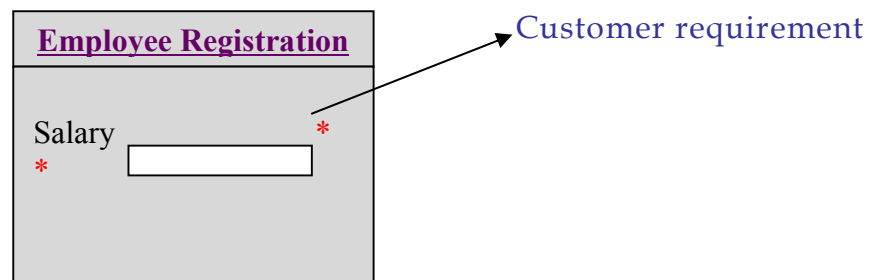 Customer requirement
Employee Registration
Salary *
*